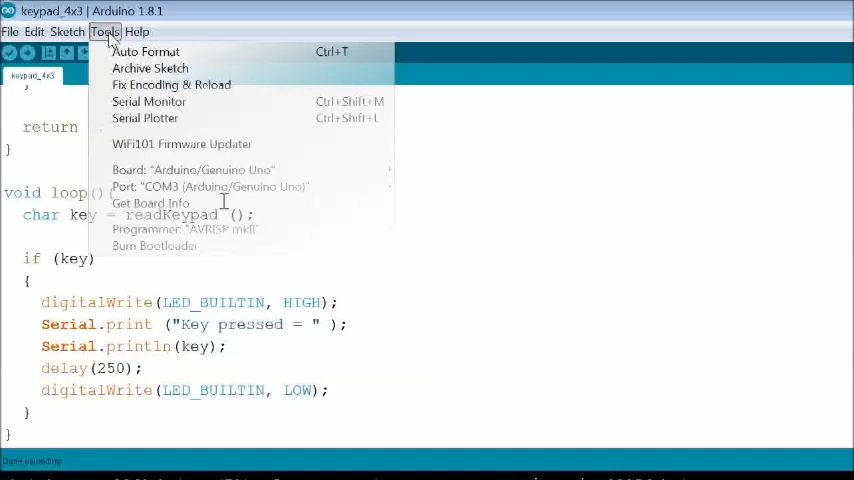 keypad_4x3 | Arduino 1.8.1
File Edit Sketch Tools Help
Auto Format Ctrl+T
Archive Sketch
keypad_4x3
Fix Encoding & Reload
}
Serial Monitor Ctrl+Shift+M
Serial Plotter Ctrl+Shift+L
return
}
WiFi101 Firmware Updater
Board: "Arduino/Genuino Uno"
Port: "COM3 (Arduino/Genuino Uno)"
void loop(){
Get Board Info
char key = readKeypad ();
Programmer: "AVRISP mkII"
Burn Bootloader
if (key)
{
digitalWrite(LED_BUILTIN, HIGH);
Serial.print ("Key pressed = " );
Serial.println(key);
delay(250);
digitalWrite(LED_BUILTIN, LOW);
}
}
Done uploading